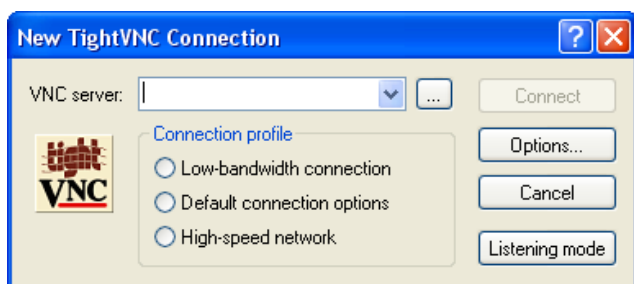 New TightVNC Connection
VNC server:
...
Connect
Connection profile
Low-bandwidth connection
Default connection options
High-speed network
Options...
Cancel
Listening mode
tight
VNC